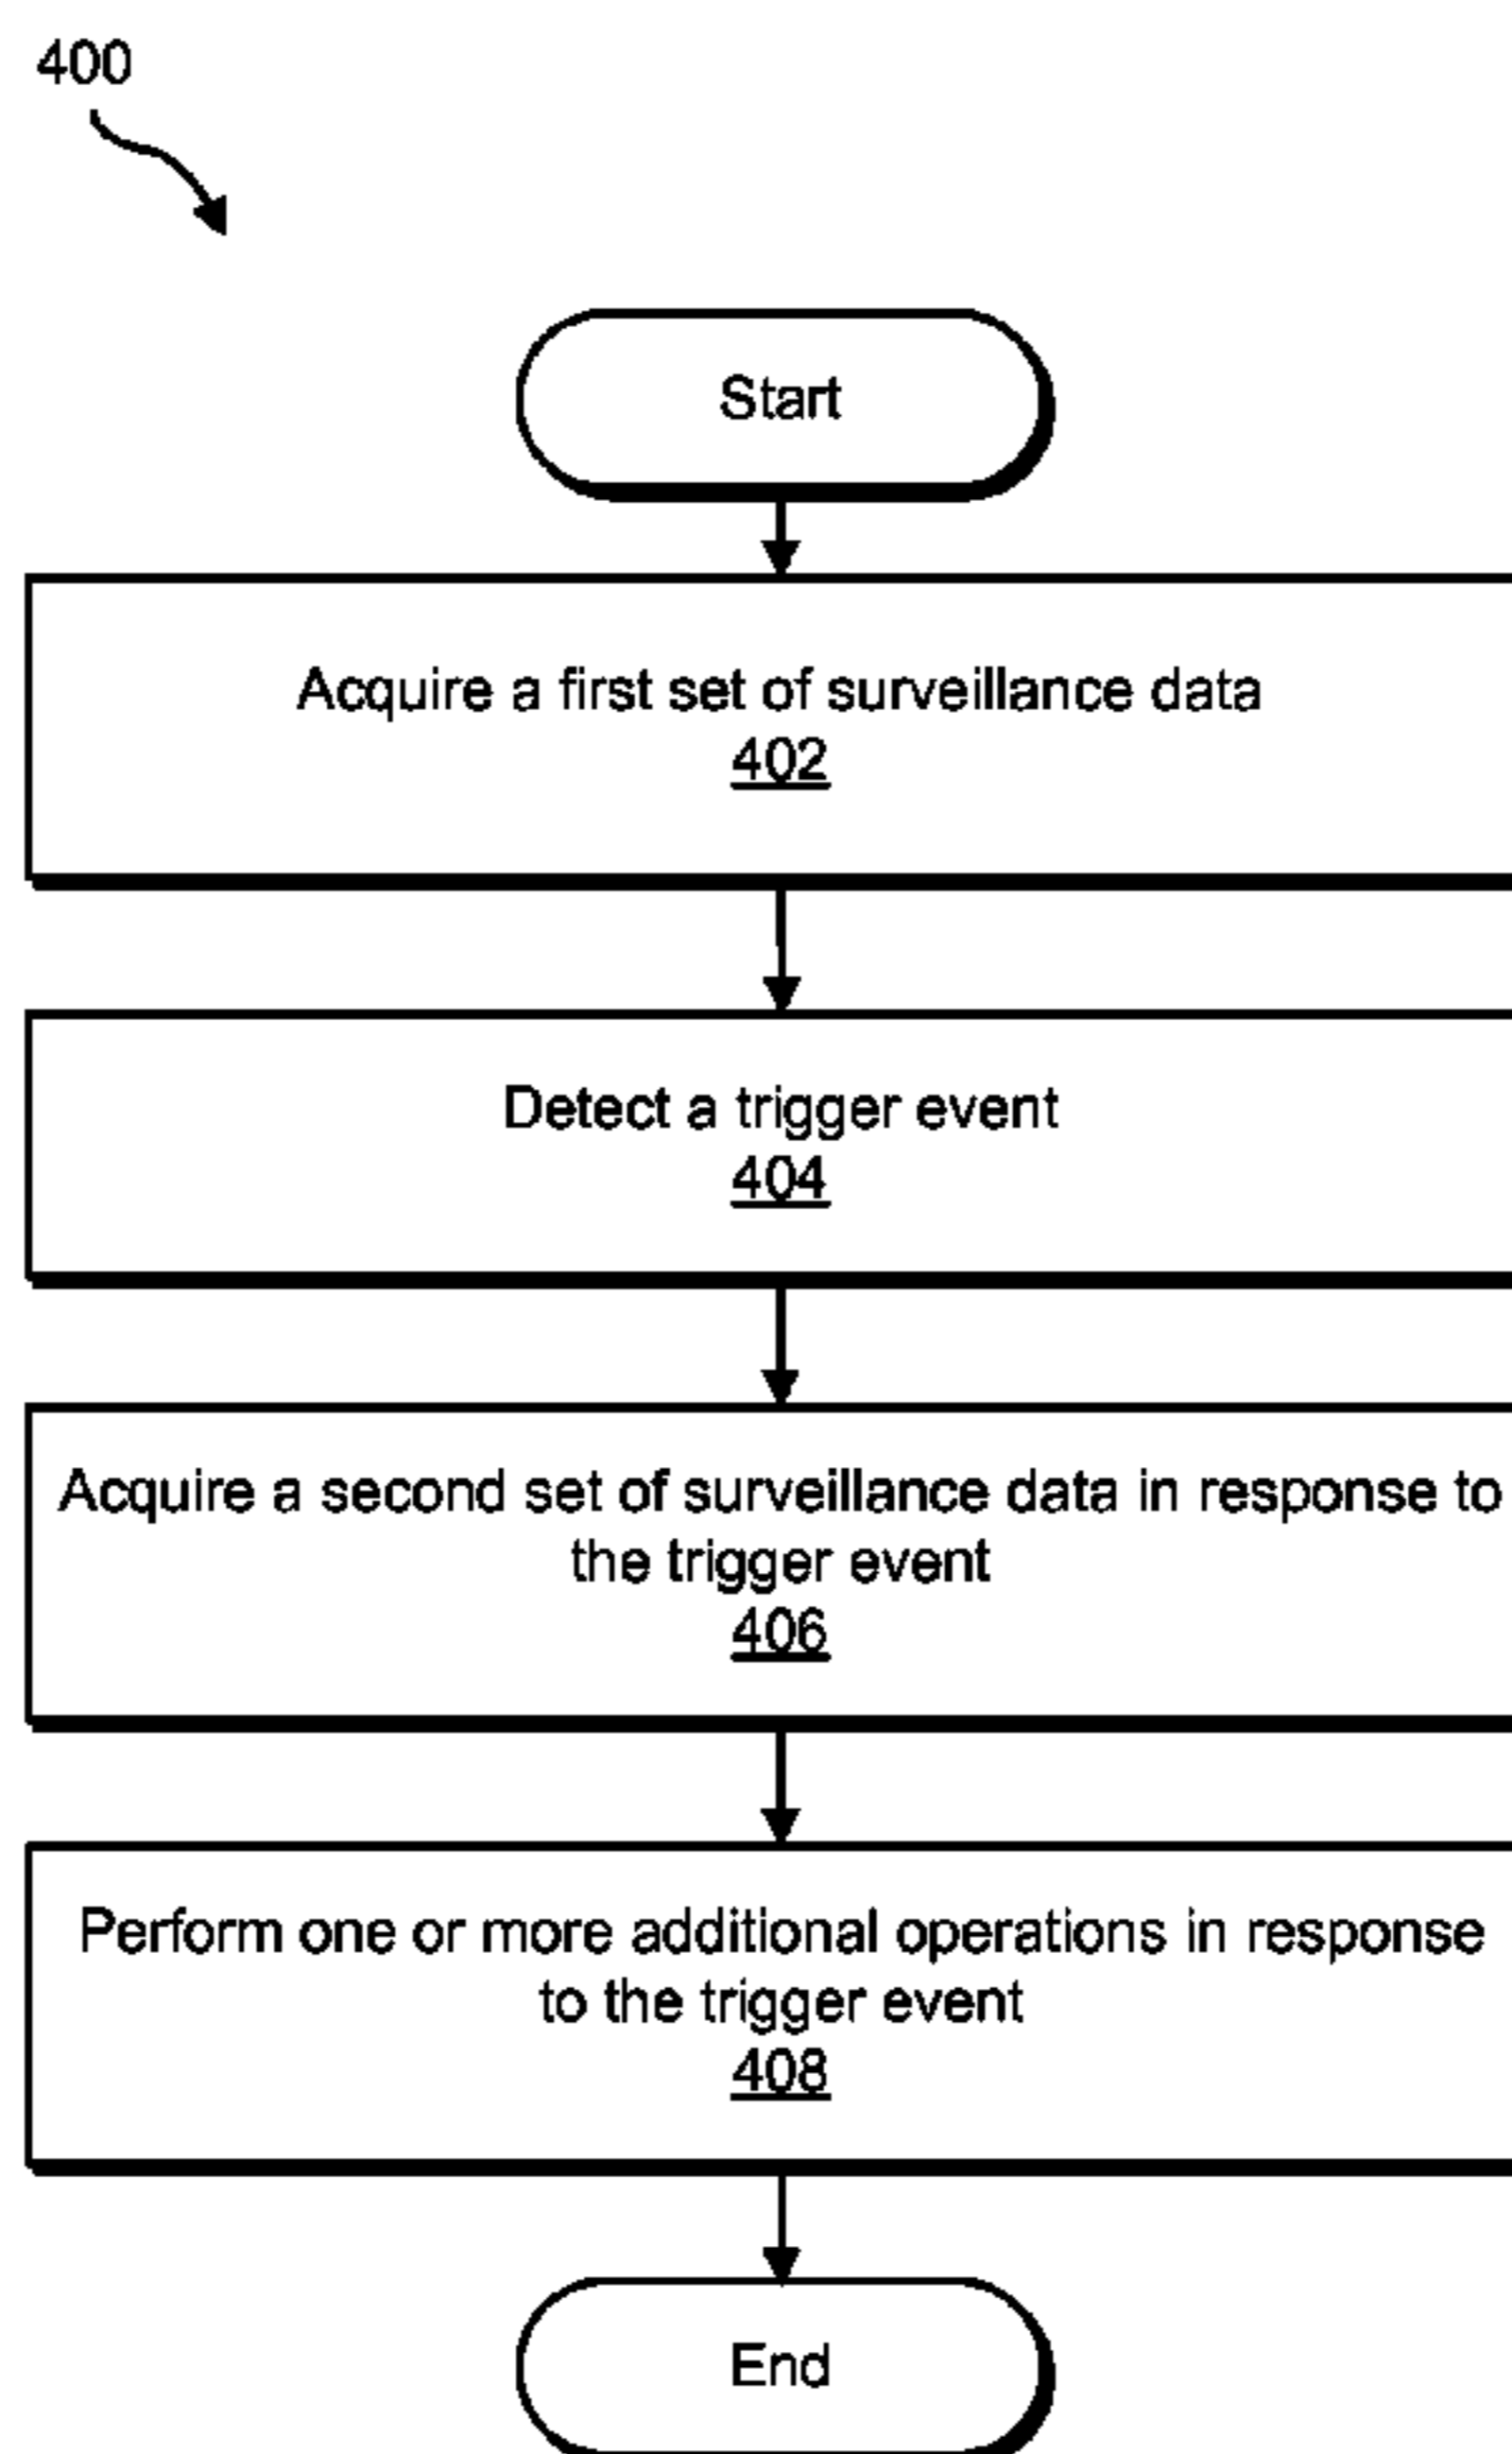 400
Start
Acquire a first set of surveillance data
402
Detect a trigger event
404
Acquire a second set of surveillance data in response to
the trigger event
406
Perform one or more additional operations in response
to the trigger event
408
End